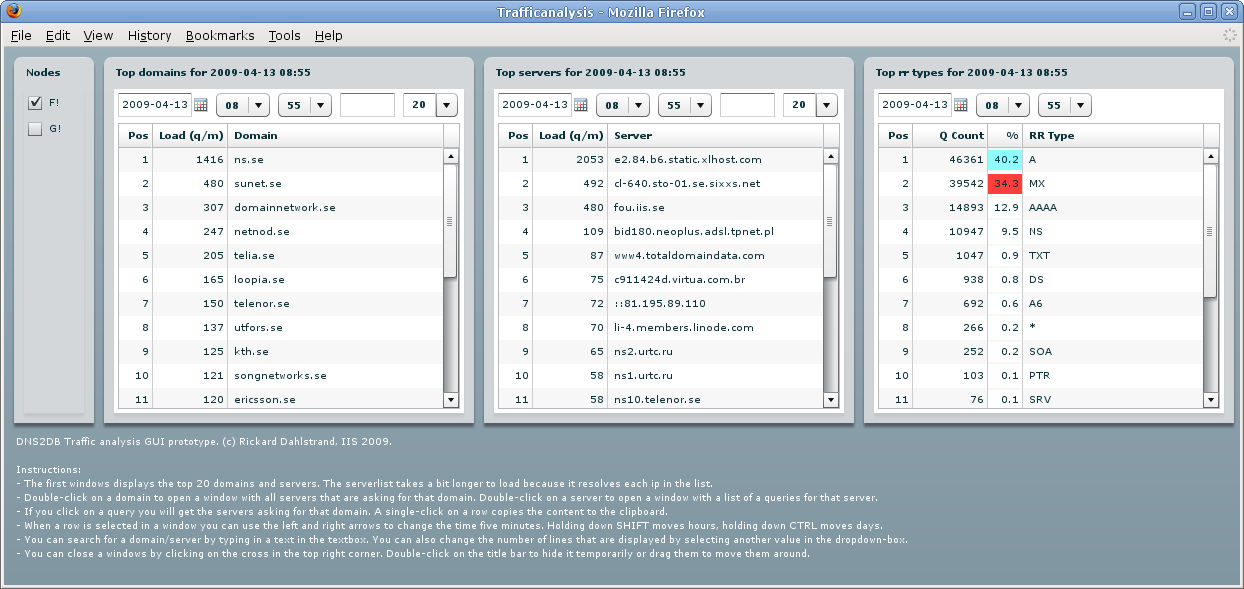 Trafficanalysis - Mozilla Firefox
File Edit View History Bookmarks Tools Help
Nodes
F!
G!
Top domains for 2009-04-13 08:55
2009-04-13 08 55 20
Pos Load (q/m) Domain
1 1416 ns.se
2 480 sunet.se
3 307 domainnetwork.se
4 247 netnod.se
5 205 telia.se
6 165 loopia.se
7 150 telenor.se
8 137 utfors.se
9 125 kth.se
10 121 songnetworks.se
11 120 ericsson.se
Top servers for 2009-04-13 08:55
2009-04-13 08 55 20
Pos Load (q/m) Server
1 2053 e2.84.b6.static.xlhost.com
2 492 cl-640.sto-01.se.sixxs.net
3 480 fou.iis.se
4 109 bid180.neoplus.adsl.tpnet.pl
5 87 www4.totaldomaindata.com
6 75 c911424d.virtua.com.br
7 72 ::81.195.89.110
8 70 li-4.members.linode.com
9 65 ns2.urtc.ru
10 58 ns1.urtc.ru
11 58 ns10.telenor.se
Top rr types for 2009-04-13 08:55
2009-04-13 08 55
Pos Q Count % RR Type
1 46361 40.2 A
2 39542 34.3 MX
3 14893 12.9 AAAA
4 10947 9.5 NS
5 1047 0.9 TXT
6 938 0.8 DS
7 692 0.6 A6
8 266 0.2 *
9 252 0.2 SOA
10 103 0.1 PTR
11 76 0.1 SRV
DNS2DB Traffic analysis GUI prototype. (c) Rickard Dahlstrand, IIS 2009.
Instructions:
- The first windows displays the top 20 domains and servers. The serverlist takes a bit longer to load because it resolves each ip in the list.
- Double-click on a domain to open a window with all servers that are asking for that domain. Double-click on a server to open a window with a list of a queries for that server.
- If you click on a query you will get the servers asking for that domain. A single-click on a row copies the content to the clipboard.
- When a row is selected in a window you can use the left and right arrows to change the time five minutes. Holding down SHIFT moves hours, holding down CTRL moves days.
- You can search for a domain/server by typing in a text in the textbox. You can also change the number of lines that are displayed by selecting another value in the dropdown-box.
- You can close a windows by clicking on the cross in the top right corner. Double-click on the title bar to hide it temporarily or drag them to move them around.